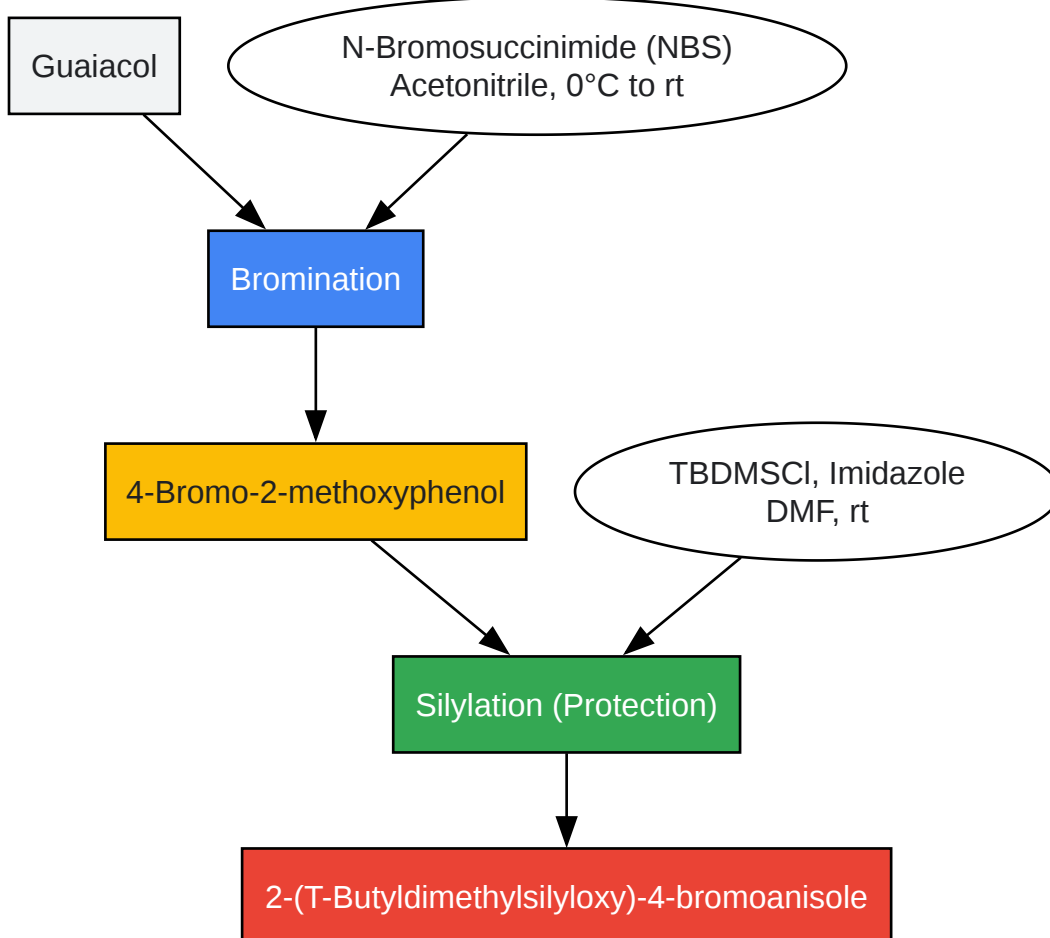 Guaiacol
N-Bromosuccinimide (NBS)
Acetonitrile, 0°C to rt
Bromination
4-Bromo-2-methoxyphenol
TBDMSCl, Imidazole
DMF, rt
Silylation (Protection)
2-(T-Butyldimethylsilyloxy)-4-bromoanisole